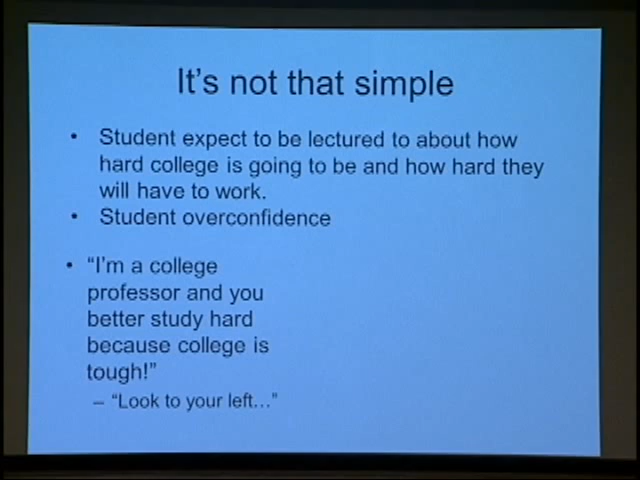 It's not that simple
• Student expect to be lectured to about how
hard college is going to be and how hard they
will have to work.
• Student overconfidence
• “I'm a college
professor and you
better study hard
because college is
tough!”
– “Look to your left…”